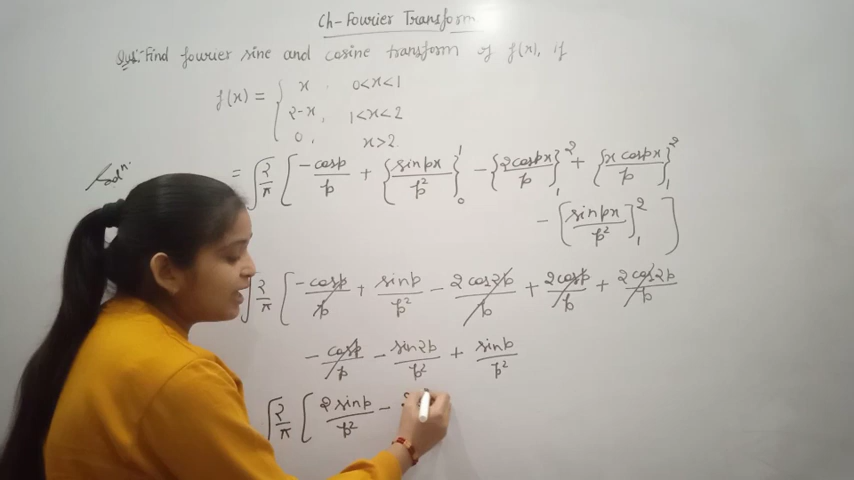 Ch-Fourier Transform
Ques:- Find fourier sine and cosine transform of f(x), if
f(x) = { x , 0<x<1
2-x, 1<x<2
0, x>2
Soln.
= √2/π [ -cosp/p + {sinpx/p²}₀¹ - {2cospx/p}₁² + {x cospx/p}₁²
- [sinpx/p²]₁² ]
√2/π [ -cosp/p + sinp/p² - 2cos2p/p + 2cosp/p + 2cos2p/p
- cosp/p - sin2p/p² + sinp/p²
√2/π [ 2sinp/p² -